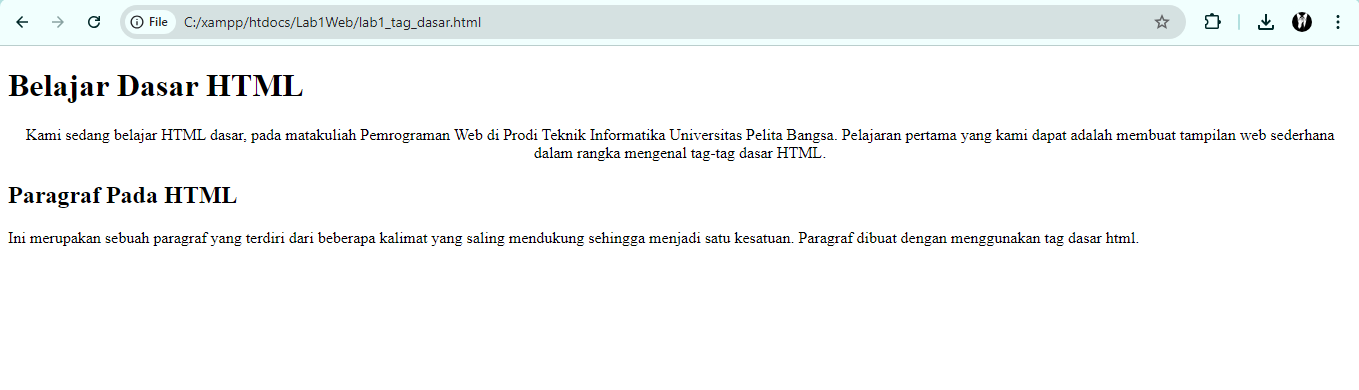 File C:/xampp/htdocs/Lab1Web/lab1_tag_dasar.html
Belajar Dasar HTML
Kami sedang belajar HTML dasar, pada matakuliah Pemrograman Web di Prodi Teknik Informatika Universitas Pelita Bangsa. Pelajaran pertama yang kami dapat adalah membuat tampilan web sederhana
dalam rangka mengenal tag-tag dasar HTML.
Paragraf Pada HTML
Ini merupakan sebuah paragraf yang terdiri dari beberapa kalimat yang saling mendukung sehingga menjadi satu kesatuan. Paragraf dibuat dengan menggunakan tag dasar html.